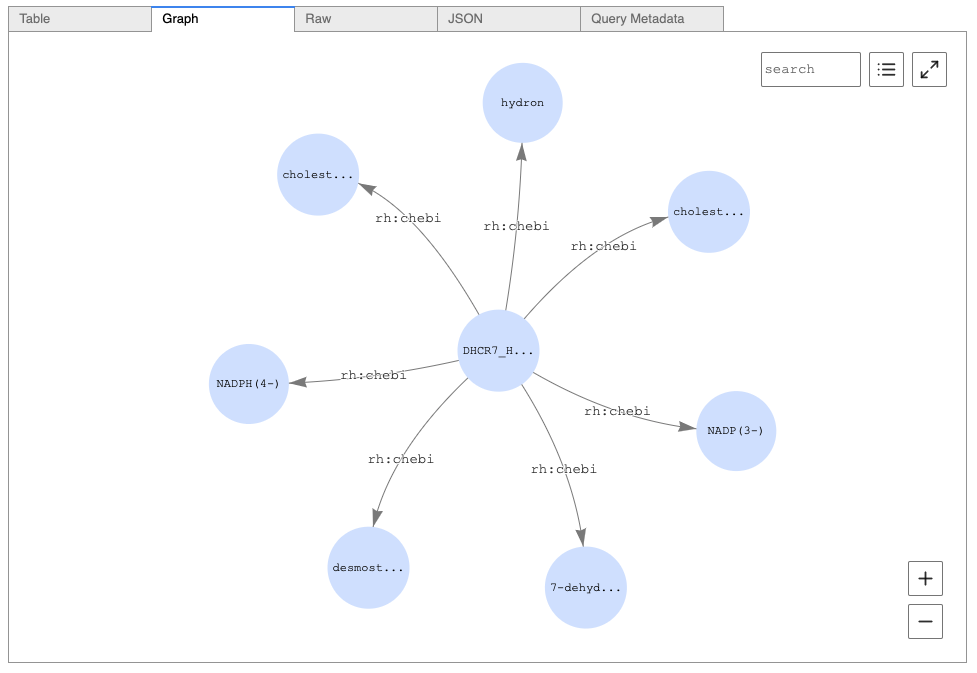 Table
Graph
Raw
JSON
Query Metadata
search
hydron
cholest...
cholest...
rh:chebi
rh:chebi
rh:chebi
DHCR7_H...
rh:chebi
NADPH(4-)
rh:chebi
NADP(3-)
rh:chebi
rh:chebi
desmost...
7-dehyd...
+
−